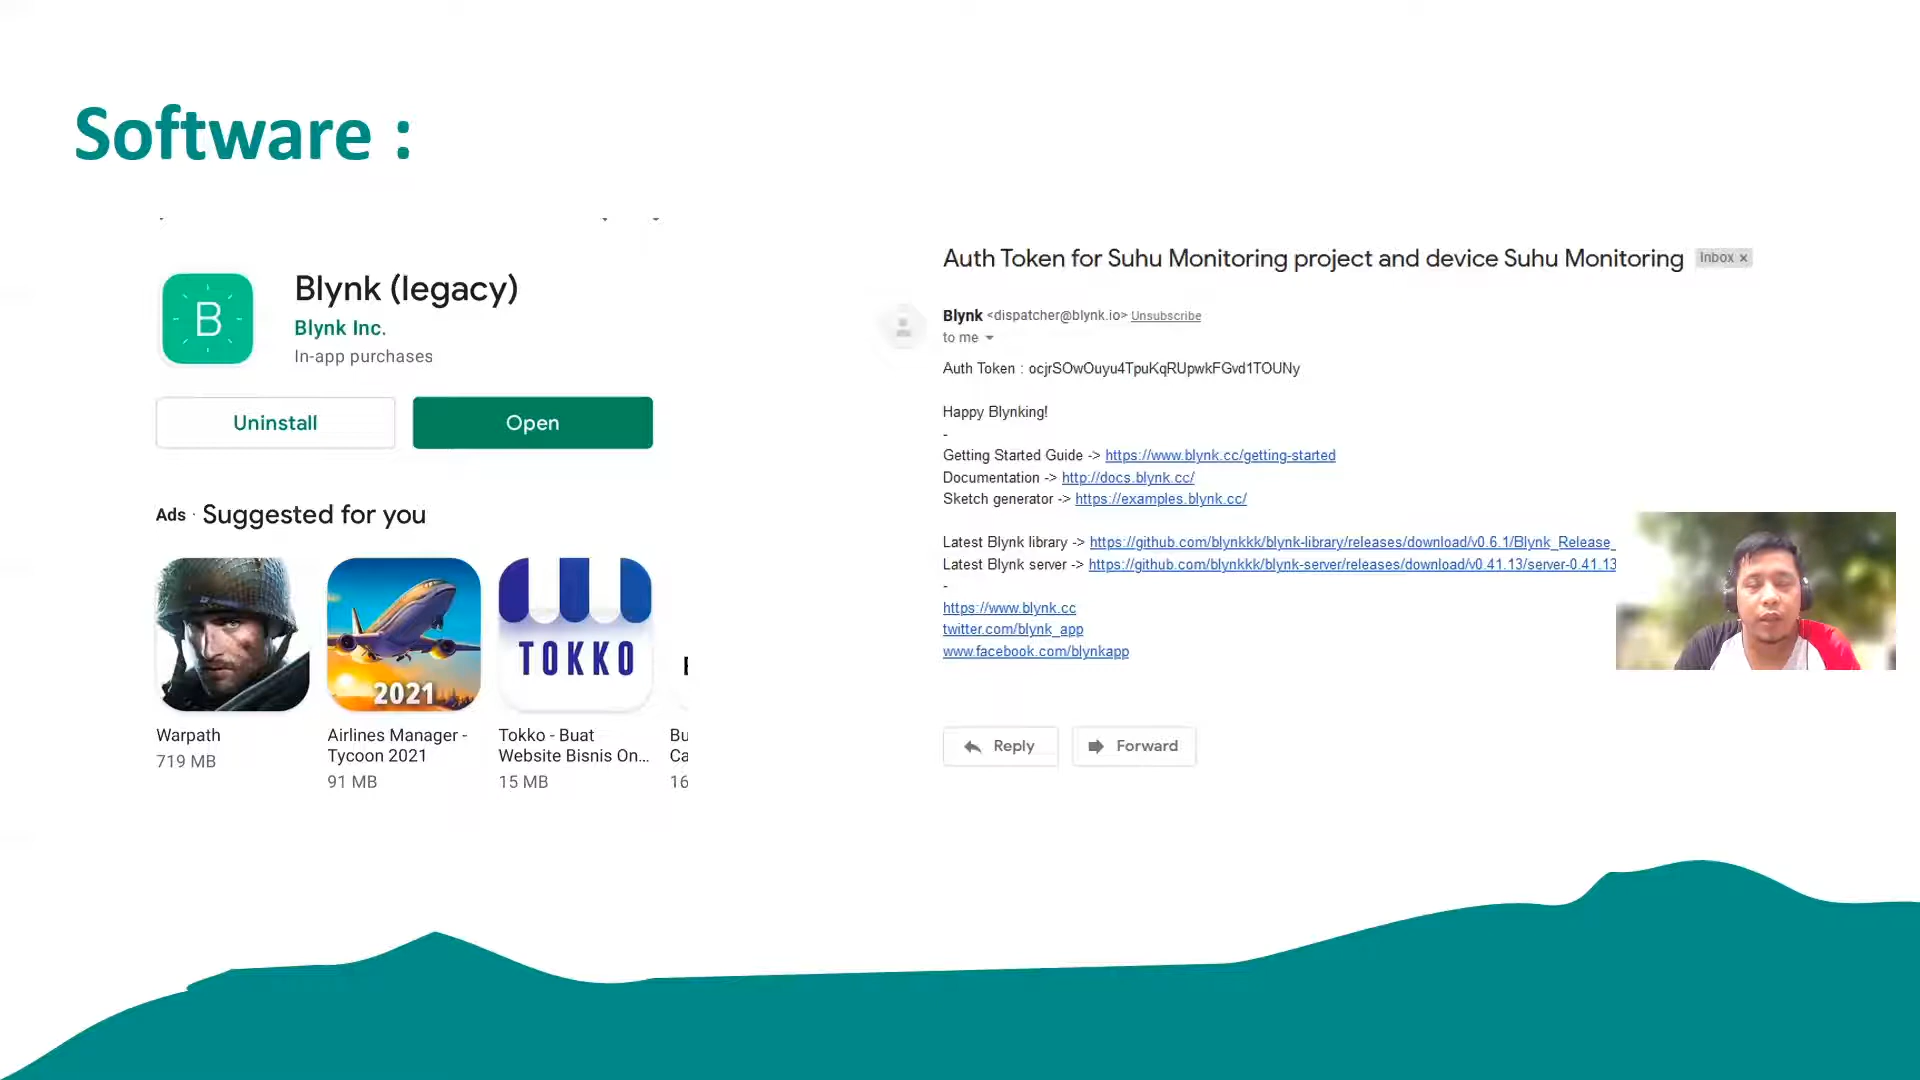 Software :
B
Blynk (legacy)
Blynk Inc.
In-app purchases
Uninstall
Open
Ads · Suggested for you
2021
TOKKO
Warpath
719 MB
Airlines Manager -
Tycoon 2021
91 MB
Tokko - Buat
Website Bisnis On...
15 MB
Bu
Ca
16
Auth Token for Suhu Monitoring project and device Suhu Monitoring
Inbox x
Blynk <dispatcher@blynk.io> Unsubscribe
to me
Auth Token : ocjrSOwOuyu4TpuKqRUpwkFGvd1TOUNy
Happy Blynking!
-
Getting Started Guide -> https://www.blynk.cc/getting-started
Documentation -> http://docs.blynk.cc/
Sketch generator -> https://examples.blynk.cc/
Latest Blynk library -> https://github.com/blynkkk/blynk-library/releases/download/v0.6.1/Blynk_Release_
Latest Blynk server -> https://github.com/blynkkk/blynk-server/releases/download/v0.41.13/server-0.41.13
-
https://www.blynk.cc
twitter.com/blynk_app
www.facebook.com/blynkapp
Reply
Forward